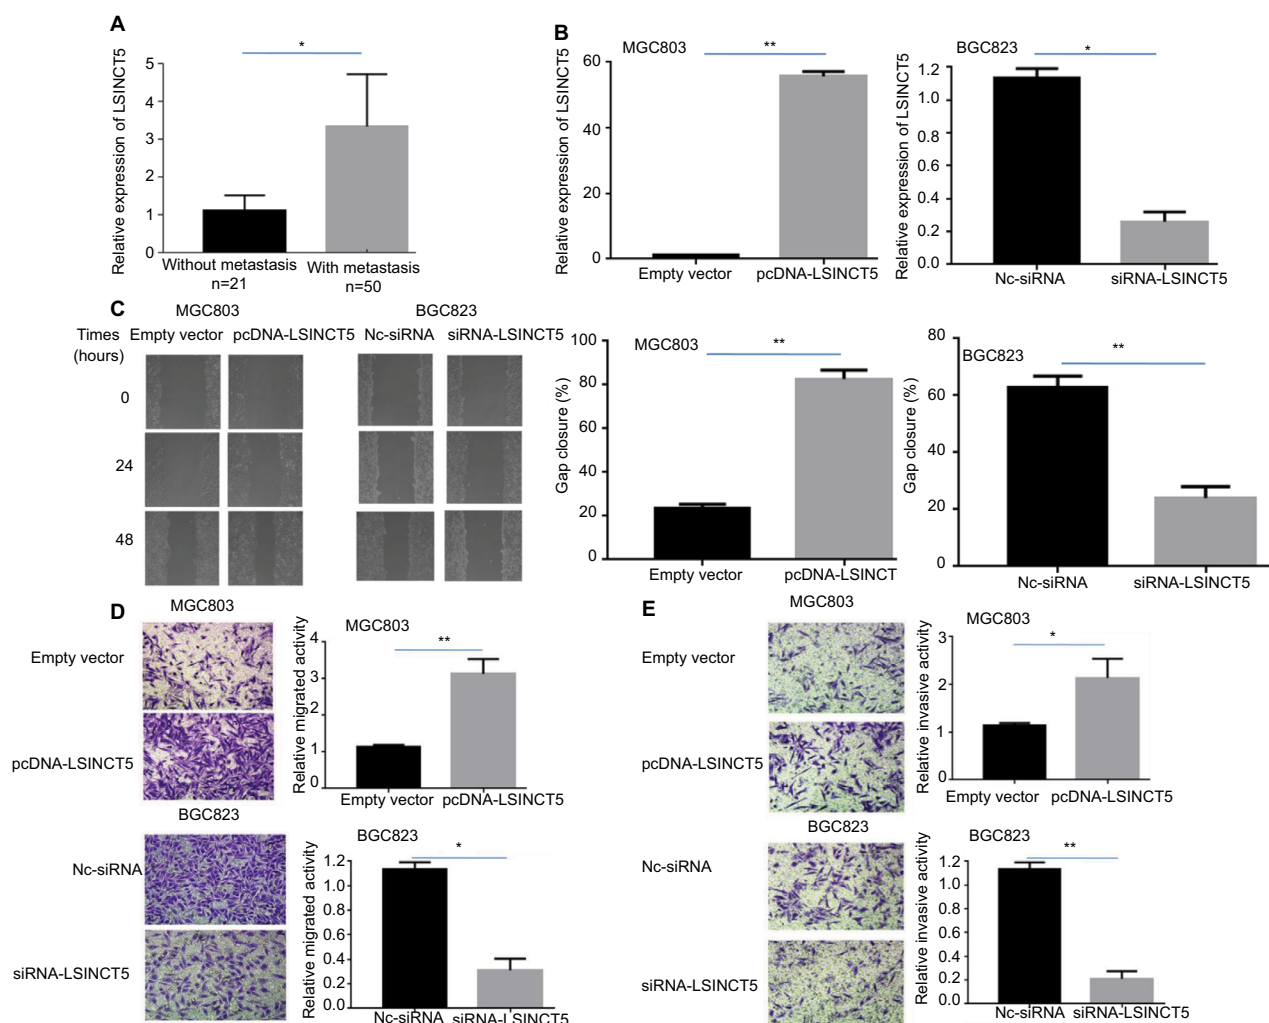 A
*
Relative expression of LSINCT5
5
4
3
2
1
0
Without metastasis
n=21
With metastasis
n=50
B
MGC803
**
Relative expression of LSINCT5
60
40
20
0
Empty vector
pcDNA-LSINCT5
BGC823
*
Relative expression of LSINCT5
1.2
1.0
0.8
0.6
0.4
0.2
0.0
Nc-siRNA
siRNA-LSINCT5
C
MGC803
BGC823
Times
(hours)
Empty vector
pcDNA-LSINCT5
Nc-siRNA
siRNA-LSINCT5
0
24
48
MGC803
**
Gap closure (%)
100
80
60
40
20
0
Empty vector
pcDNA-LSINCT
BGC823
**
Gap closure (%)
80
60
40
20
0
Nc-siRNA
siRNA-LSINCT5
D
MGC803
Empty vector
pcDNA-LSINCT5
MGC803
**
Relative migrated activity
4
3
2
1
0
Empty vector
pcDNA-LSINCT5
BGC823
Nc-siRNA
siRNA-LSINCT5
BGC823
*
Relative migrated activity
1.2
1.0
0.8
0.6
0.4
0.2
0.0
Nc-siRNA
siRNA-LSINCT5
E
MGC803
Empty vector
pcDNA-LSINCT5
MGC803
*
Relative invasive activity
3
2
1
0
Empty vector
pcDNA-LSINCT5
BGC823
Nc-siRNA
siRNA-LSINCT5
BGC823
**
Relative invasive activity
1.2
1.0
0.8
0.6
0.4
0.2
0.0
Nc-siRNA
siRNA-LSINCT5